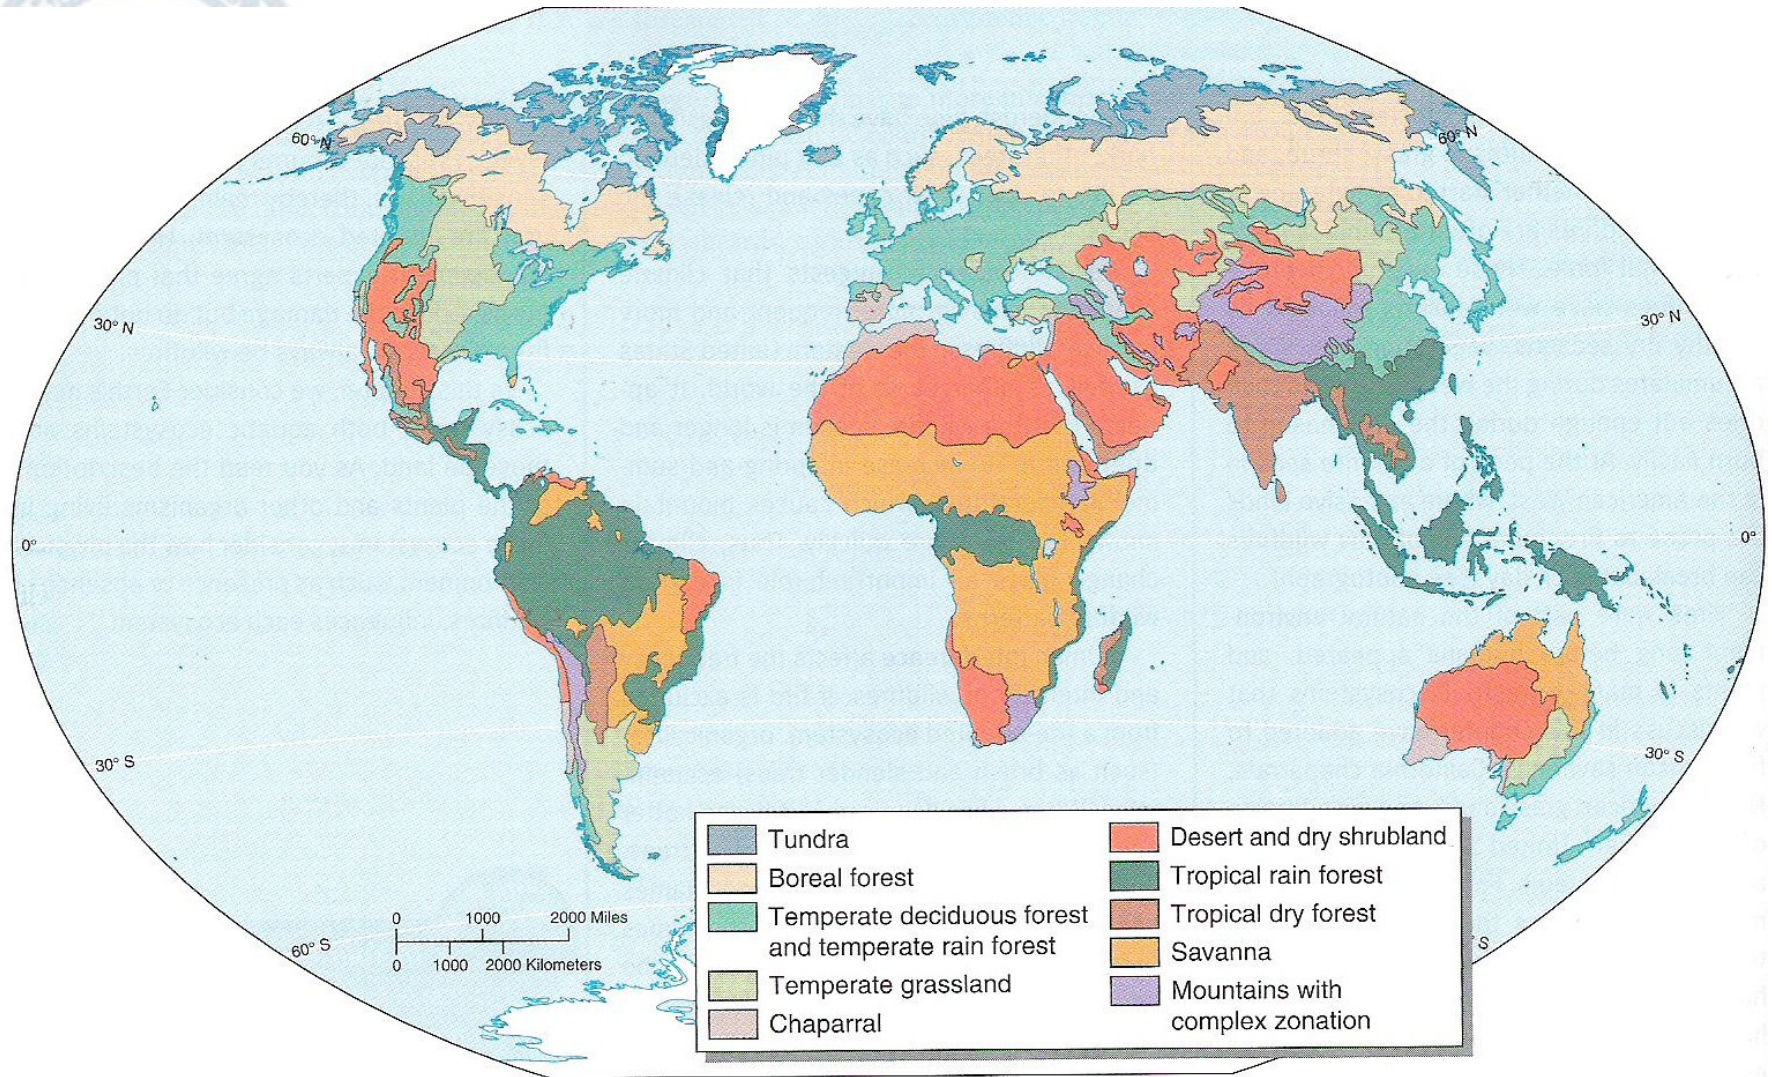 60° N
60° N
30° N
30° N
0°
0°
30° S
30° S
60° S
° S
0 1000 2000 Miles
0 1000 2000 Kilometers
Tundra
Boreal forest
Temperate deciduous forest
and temperate rain forest
Temperate grassland
Chaparral
Desert and dry shrubland
Tropical rain forest
Tropical dry forest
Savanna
Mountains with
complex zonation